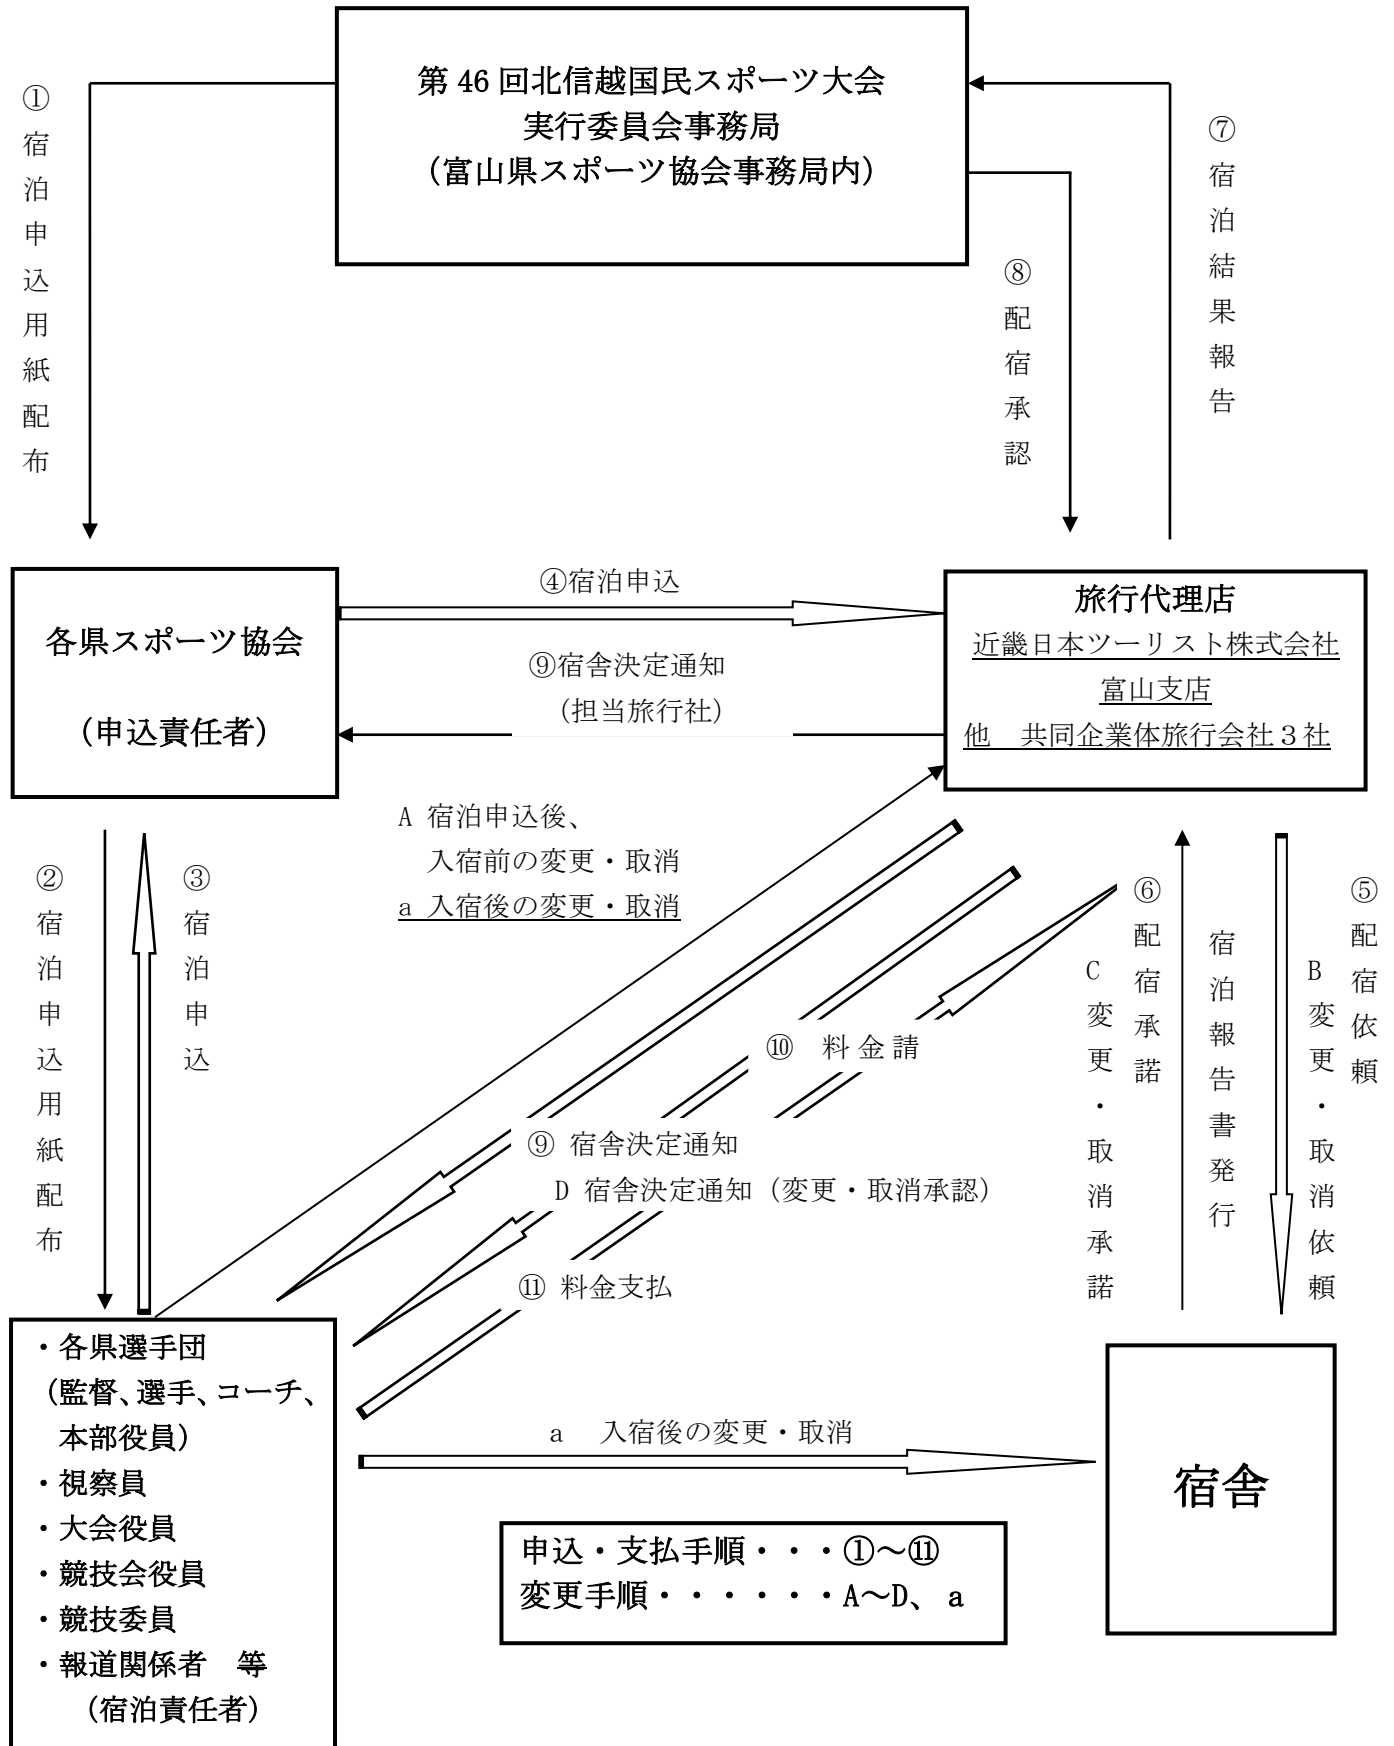 第 46 回北信越国民スポーツ大会
実行委員会事務局
（富山県スポーツ協会事務局内）
①宿泊申込用紙配布
⑦宿泊結果報告
⑧配宿承認
各県スポーツ協会
（申込責任者）
④宿泊申込
⑨宿舎決定通知
（担当旅行社）
旅行代理店
近畿日本ツーリスト株式会社
富山支店
他　共同企業体旅行会社３社
A 宿泊申込後、
入宿前の変更・取消
a 入宿後の変更・取消
②宿泊申込用紙配布
③宿泊申込
⑩　料金請
⑨ 宿舎決定通知
D 宿舎決定通知（変更・取消承認）
⑪ 料金支払
⑥配宿承諾
C変更・取消承諾
宿泊報告書発行
⑤配宿依頼
B変更・取消依頼
・各県選手団
（監督、選手、コーチ、
本部役員）
・視察員
・大会役員
・競技会役員
・競技委員
・報道関係者　等
（宿泊責任者）
a　入宿後の変更・取消
宿舎
申込・支払手順・・・①～⑪
変更手順・・・・・・A～D、a